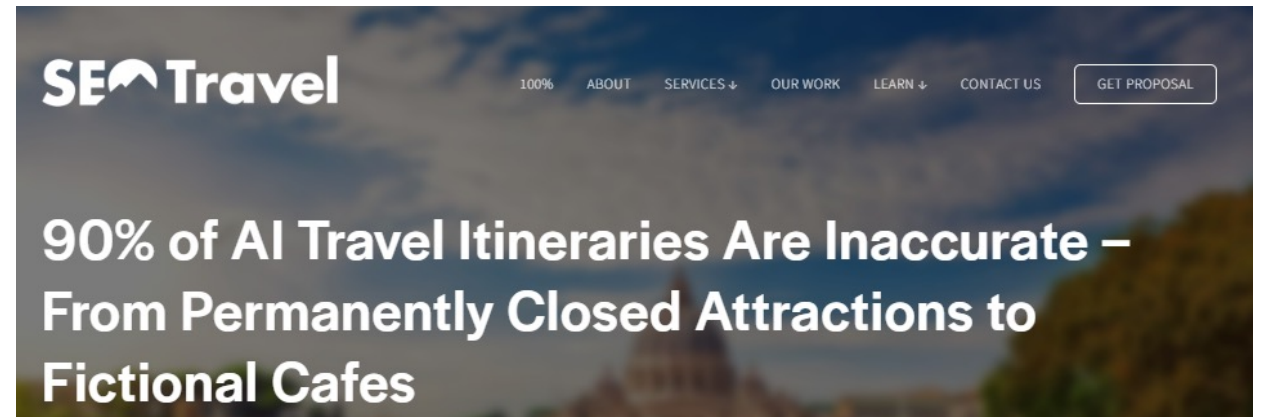 SEO Travel
100% ABOUT SERVICES ↓ OUR WORK LEARN ↓ CONTACT US GET PROPOSAL
90% of AI Travel Itineraries Are Inaccurate –
From Permanently Closed Attractions to
Fictional Cafes